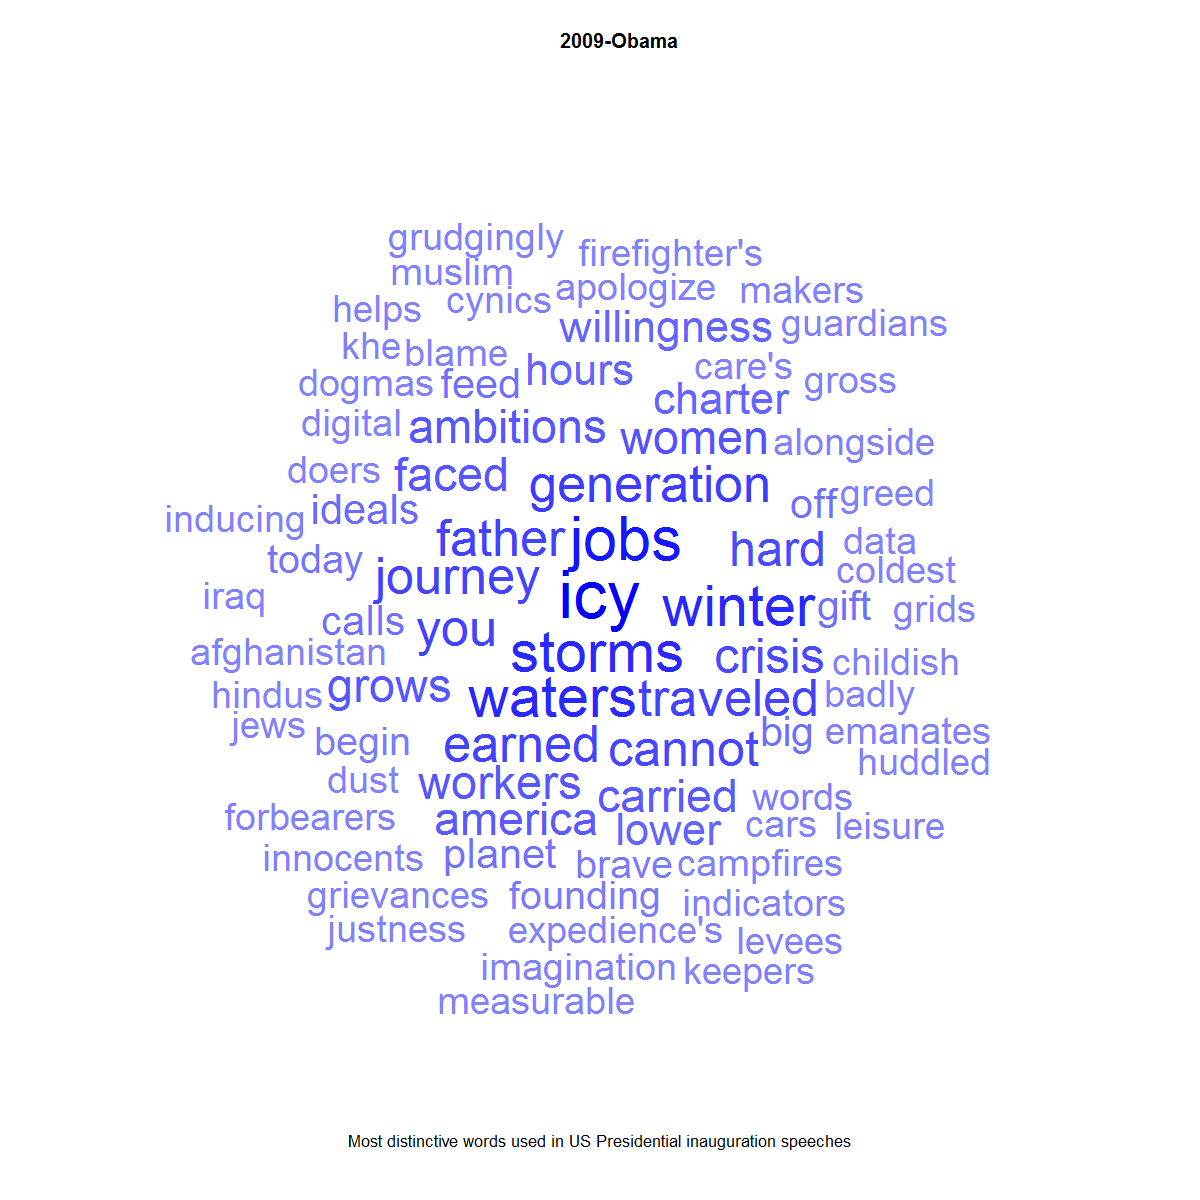 2009-Obama
grudgingly firefighter's
muslim apologize makers
helps cynics willingness guardians
khe blame hours care's gross
dogmas feed charter
digital ambitions women alongside
doers faced generation off greed
inducing ideals father jobs hard data
today journey icy winter coldest
iraq calls you gift grids
afghanistan storms crisis childish
hindus grows waters traveled badly
jews begin earned cannot big emanates
dust workers carried words huddled
forbearers america lower cars leisure
innocents planet brave campfires
grievances founding indicators
justness expedience's levees
imagination keepers
measurable
Most distinctive words used in US Presidential inauguration speeches